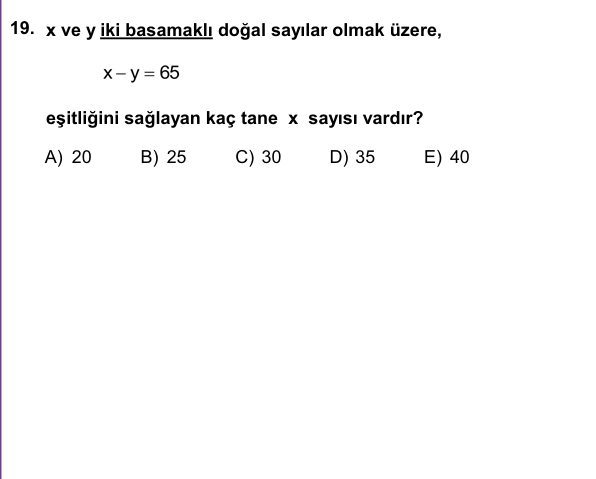 19. x ve y iki basamaklı doğal sayılar olmak üzere,
x – y = 65
eşitliğini sağlayan kaç tane x sayısı vardır?
A) 20 B) 25 C) 30 D) 35 E) 40